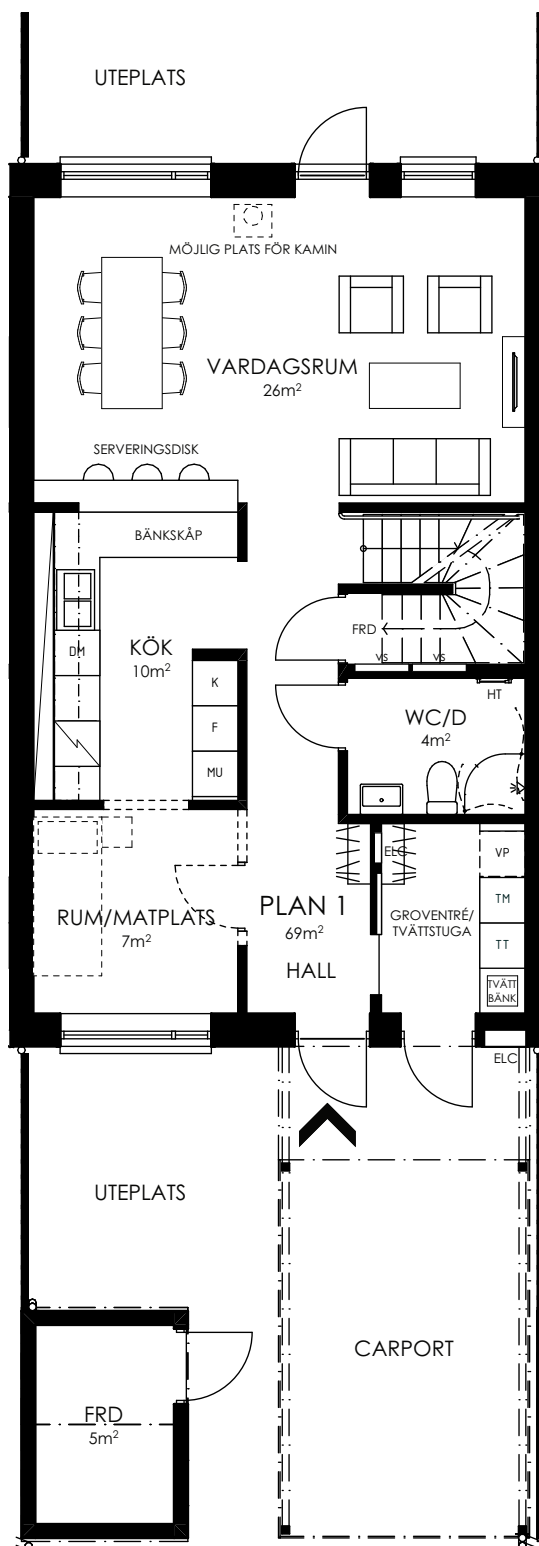 UTEPLATS
MÖJLIG PLATS FÖR KAMIN
VARDAGSRUM
26m²
SERVERINGSDISK
BÄNKSKÅP
FRD
VS VS
DM
KÖK
10m²
K
F
MU
HT
WC/D
4m²
ELC
VP
TM
TT
TVÄTT
BÄNK
GROVENTRÉ/
TVÄTTSTUGA
RUM/MATPLATS
7m²
PLAN 1
69m²
HALL
ELC
UTEPLATS
CARPORT
FRD
5m²